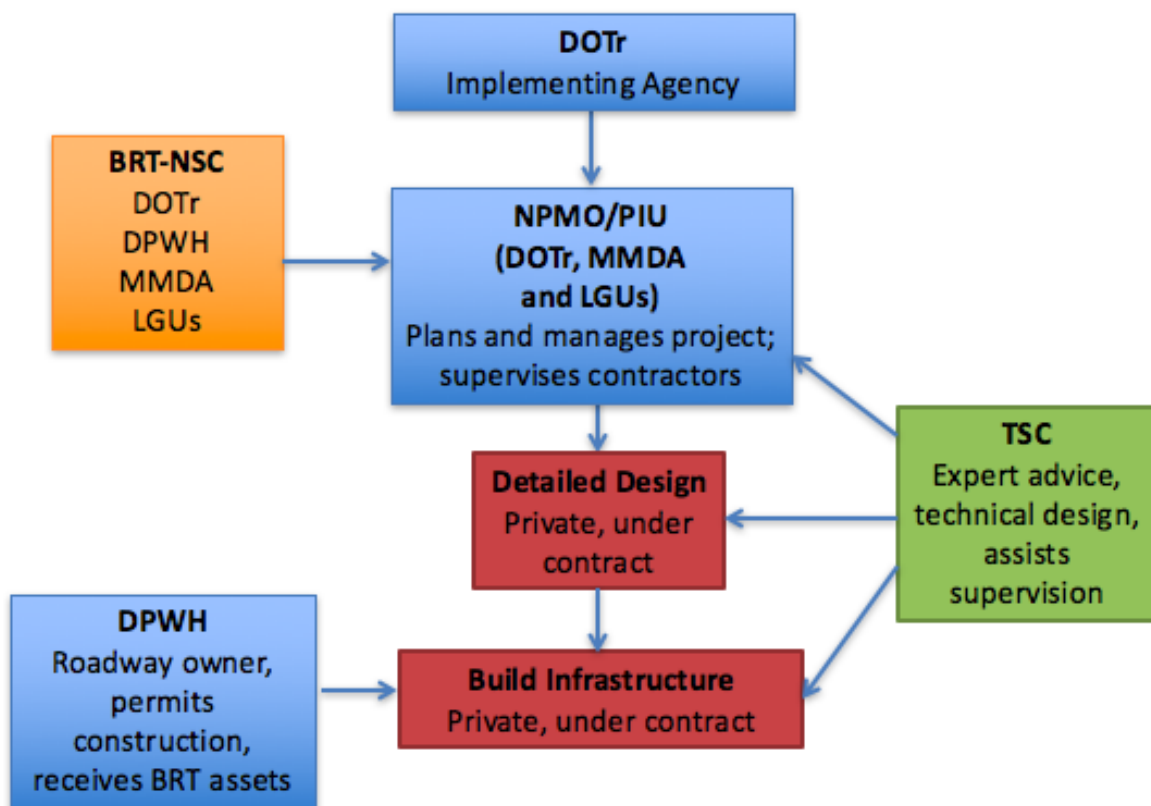 DOTr
Implementing Agency
BRT-NSC
DOTr
DPWH
MMDA
LGUs
NPMO/PIU
(DOTr, MMDA
and LGUs)
Plans and manages project;
supervises contractors
TSC
Expert advice,
technical design,
assists
supervision
Detailed Design
Private, under
contract
DPWH
Roadway owner,
permits
construction,
receives BRT assets
Build Infrastructure
Private, under contract